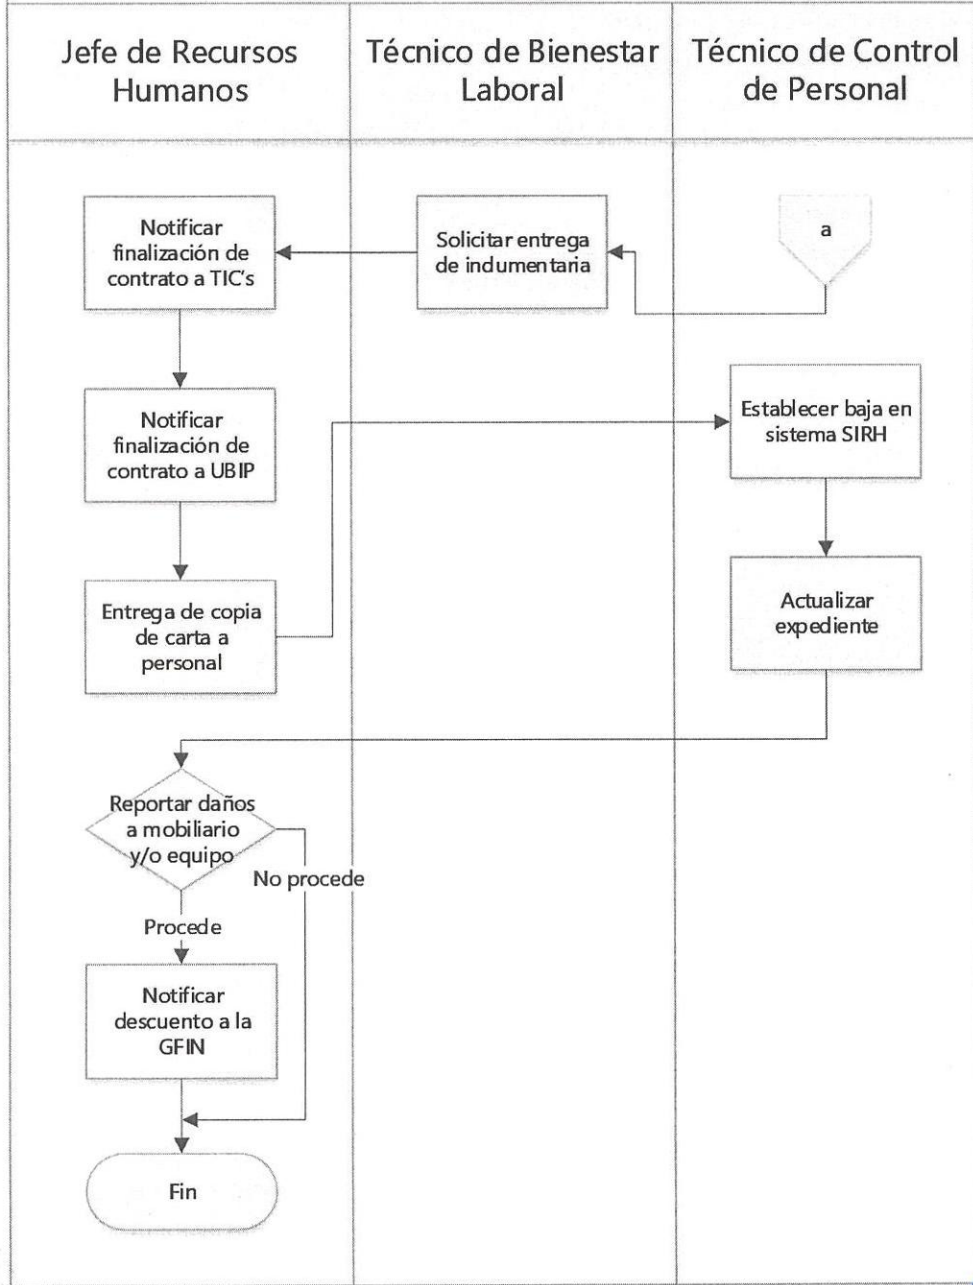 Jefe de Recursos
Humanos
Técnico de Bienestar
Laboral
Técnico de Control
de Personal
Notificar
finalización de
contrato a TIC's
Solicitar entrega
de indumentaria
a
Notificar
finalización de
contrato a UBIP
Establecer baja en
sistema SIRH
Entrega de copia
de carta a
personal
Actualizar
expediente
Reportar daños
a mobiliario
y/o equipo
No procede
Procede
Notificar
descuento a la
GFIN
Fin